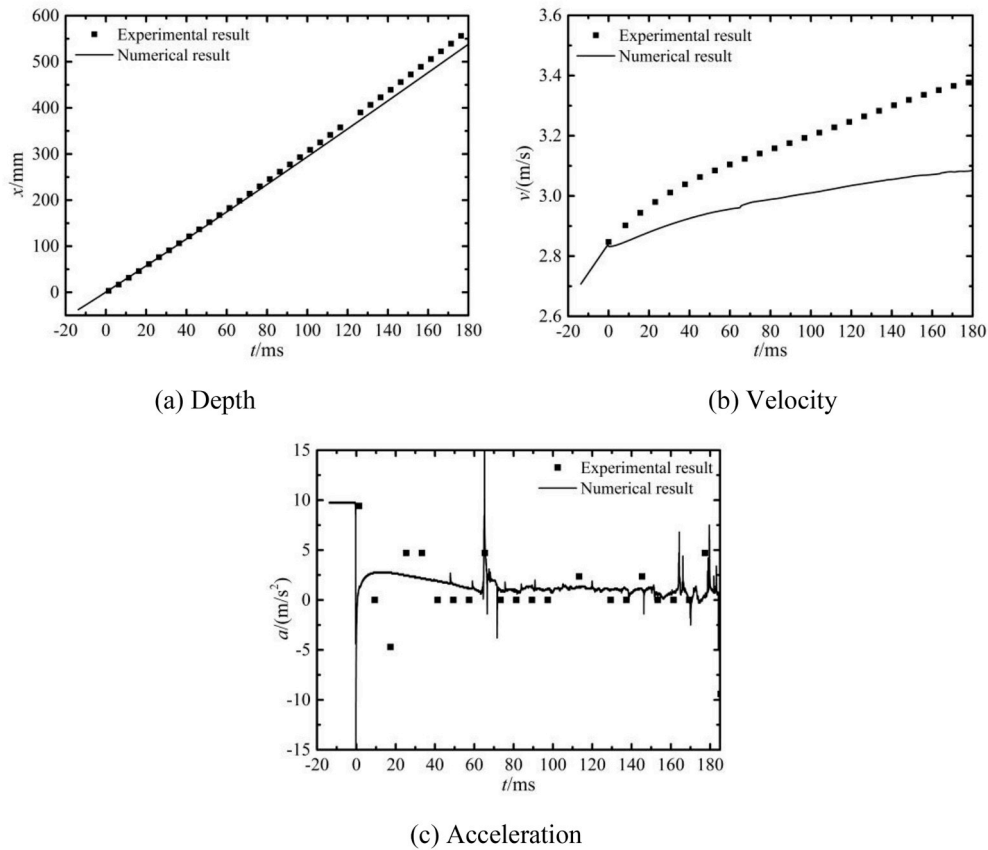 600
500
400
300
200
100
0
x/mm
Experimental result
Numerical result
-20 0 20 40 60 80 100 120 140 160 180
t/ms
(a) Depth
3.6
3.4
3.2
3.0
2.8
2.6
v/(m/s)
Experimental result
Numerical result
-20 0 20 40 60 80 100 120 140 160 180
t/ms
(b) Velocity
15
10
5
0
-5
-10
-15
a/(m/s²)
Experimental result
Numerical result
-20 0 20 40 60 80 100 120 140 160 180
t/ms
(c) Acceleration